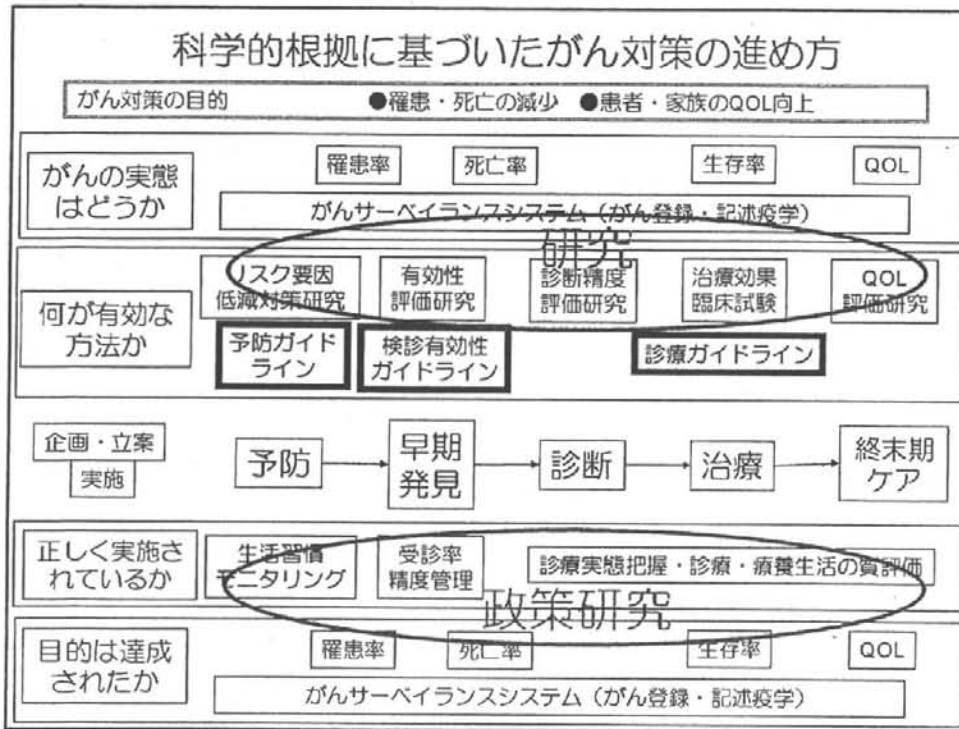 科学的根拠に基づいたがん対策の進め方
がん対策の目的 ●罹患・死亡の減少 ●患者・家族のQOL向上
がんの実態
はどうか
罹患率 死亡率 生存率 QOL
がんサーベイランスシステム（がん登録・記述疫学）
研究
何が有効な
方法か
リスク要因
低減対策研究
有効性
評価研究
診断精度
評価研究
治療効果
臨床試験
QOL
評価研究
予防ガイド
ライン
検診有効性
ガイドライン
診療ガイドライン
企画・立案
実施
予防
早期
発見
診断
治療
終末期
ケア
正しく実施さ
れているか
生活習慣
モニタリング
受診率
精度管理
診療実態把握・診療・療養生活の質評価
政策研究
目的は達成
されたか
罹患率 死亡率 生存率 QOL
がんサーベイランスシステム（がん登録・記述疫学）